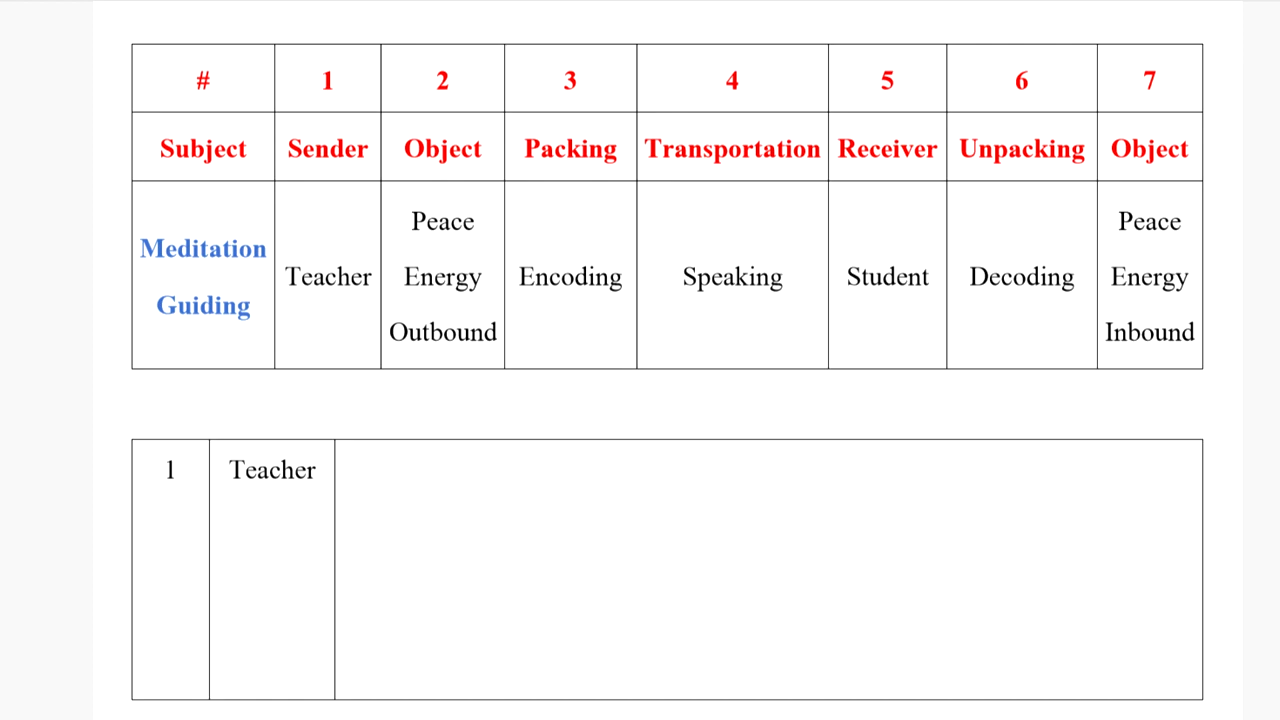 # 1 2 3 4 5 6 7
Subject Sender Object Packing Transportation Receiver Unpacking Object
Meditation Guiding Teacher Peace Energy Outbound Encoding Speaking Student Decoding Peace Energy Inbound
1 Teacher